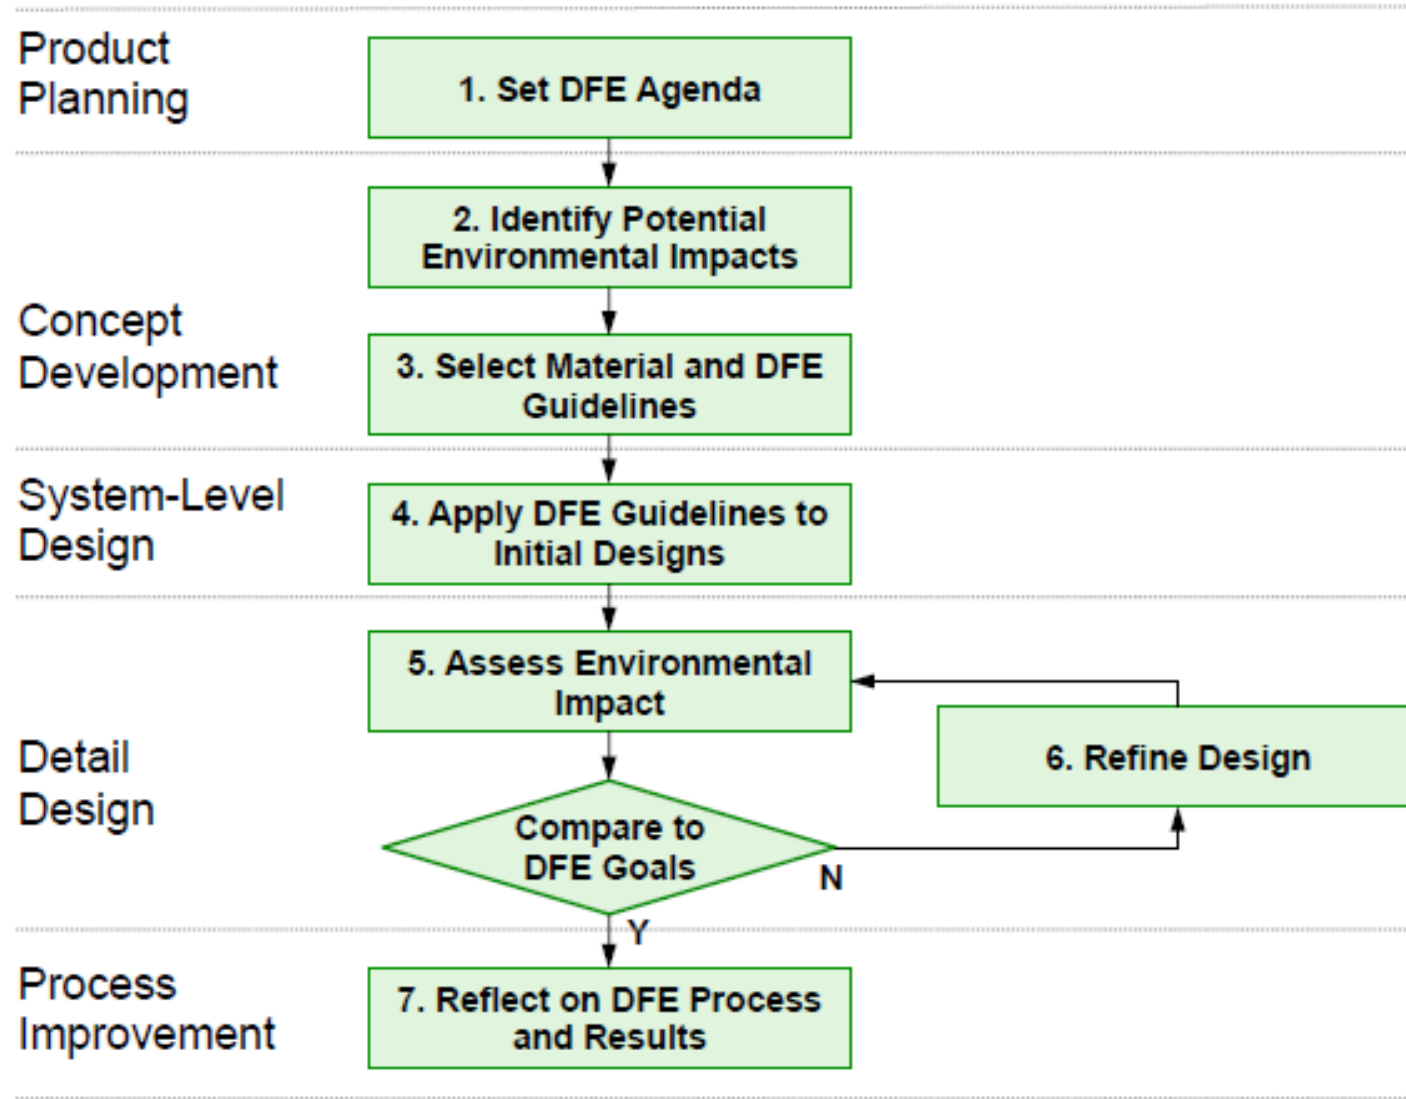 Product
Planning
1. Set DFE Agenda
2. Identify Potential
Environmental Impacts
Concept
Development
3. Select Material and DFE
Guidelines
System-Level
Design
4. Apply DFE Guidelines to
Initial Designs
5. Assess Environmental
Impact
Detail
Design
6. Refine Design
Compare to
DFE Goals
N
Y
Process
Improvement
7. Reflect on DFE Process
and Results